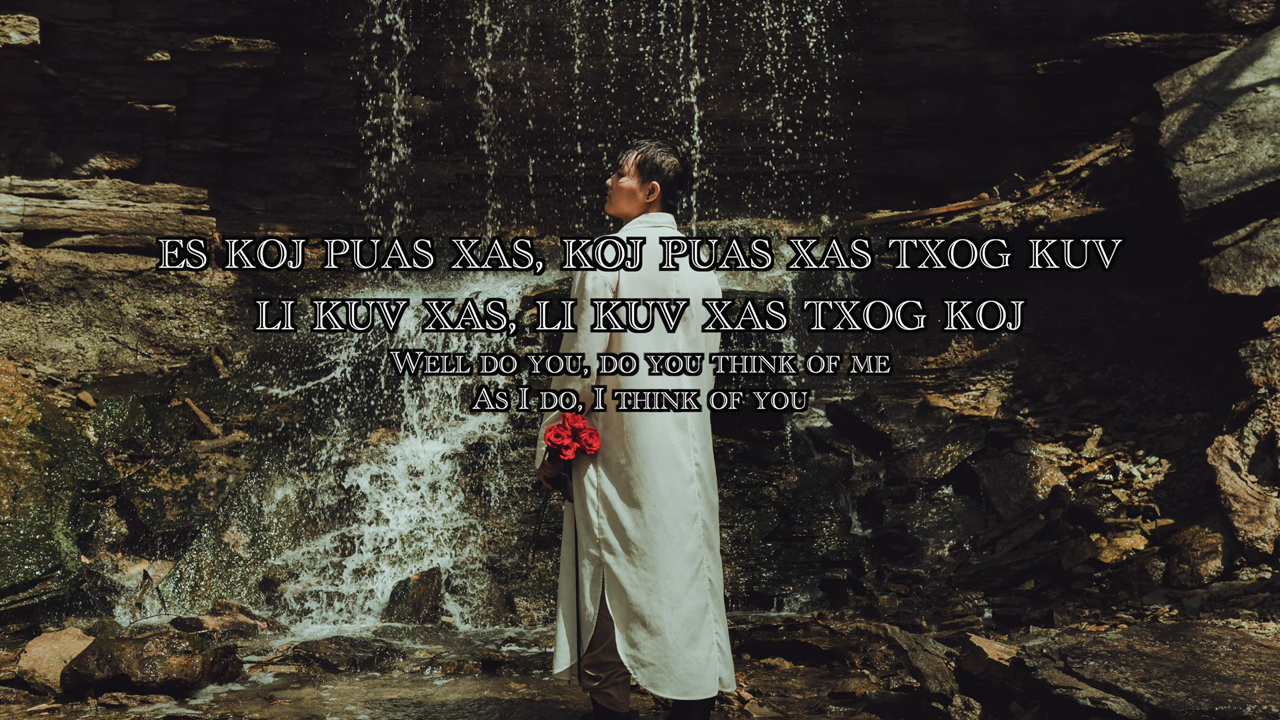 ES KOJ PUAS XAS, KOJ PUAS XAS TXOG KUV
LI KUV XAS, LI KUV XAS TXOG KOJ
WELL DO YOU, DO YOU THINK OF ME
AS I DO, I THINK OF YOU